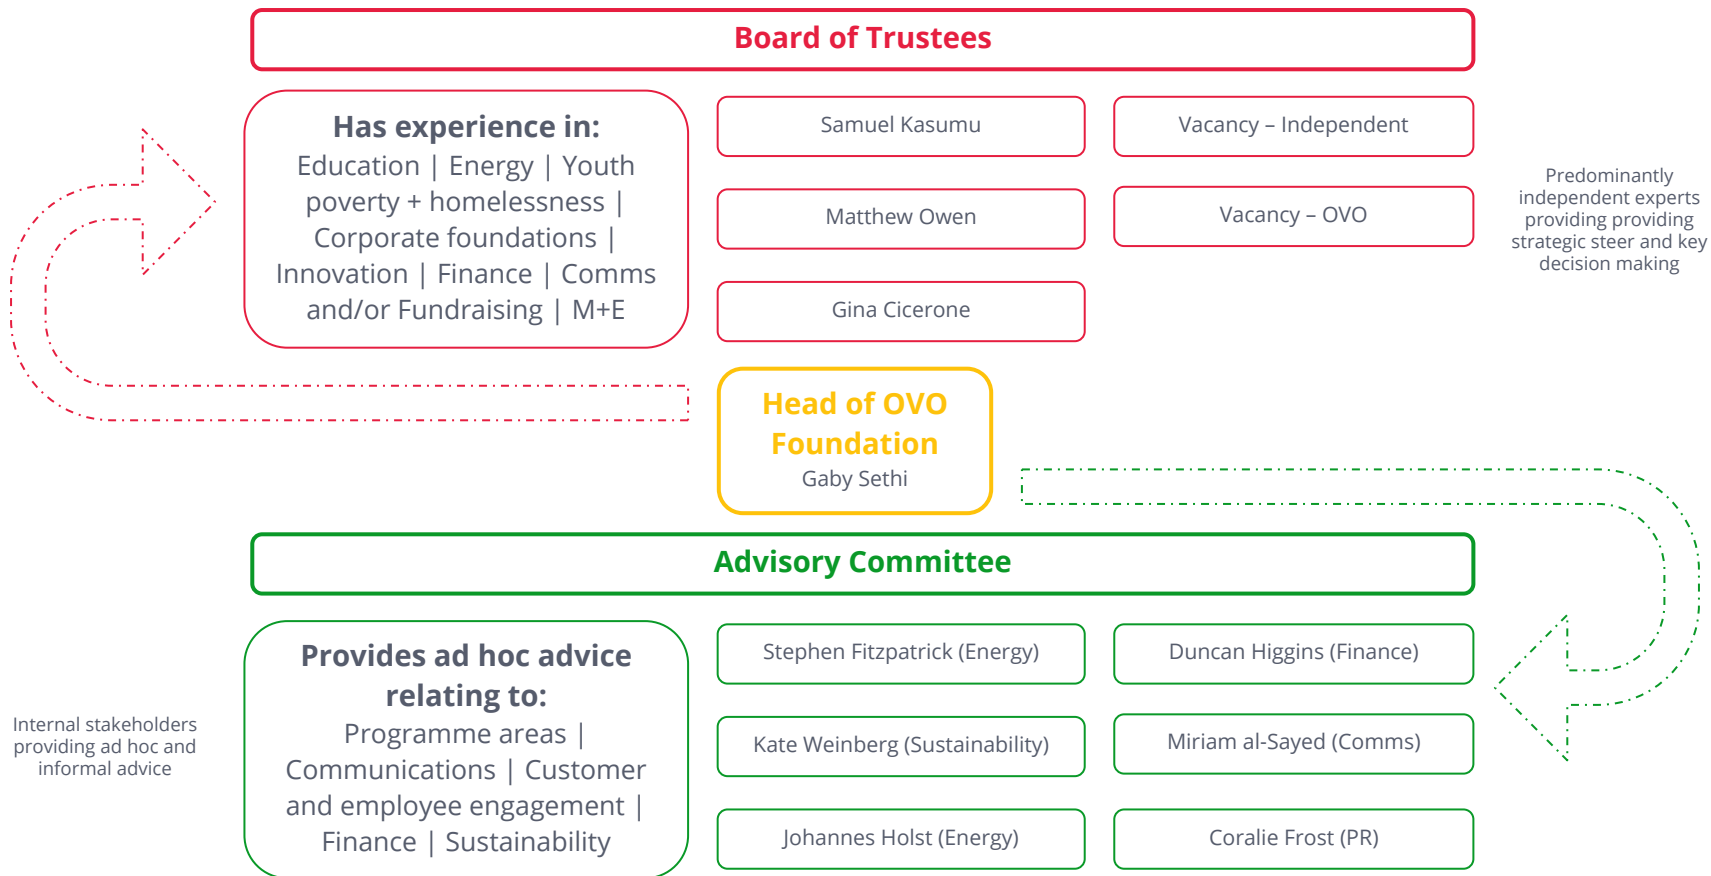 Board of Trustees
Has experience in:
Education | Energy | Youth
poverty + homelessness |
Corporate foundations |
Innovation | Finance | Comms
and/or Fundraising | M+E
Samuel Kasumu
Matthew Owen
Gina Cicerone
Vacancy – Independent
Vacancy – OVO
Predominantly
independent experts
providing providing
strategic steer and key
decision making
Head of OVO
Foundation
Gaby Sethi
Advisory Committee
Internal stakeholders
providing ad hoc and
informal advice
Provides ad hoc advice
relating to:
Programme areas |
Communications | Customer
and employee engagement |
Finance | Sustainability
Stephen Fitzpatrick (Energy)
Kate Weinberg (Sustainability)
Johannes Holst (Energy)
Duncan Higgins (Finance)
Miriam al-Sayed (Comms)
Coralie Frost (PR)